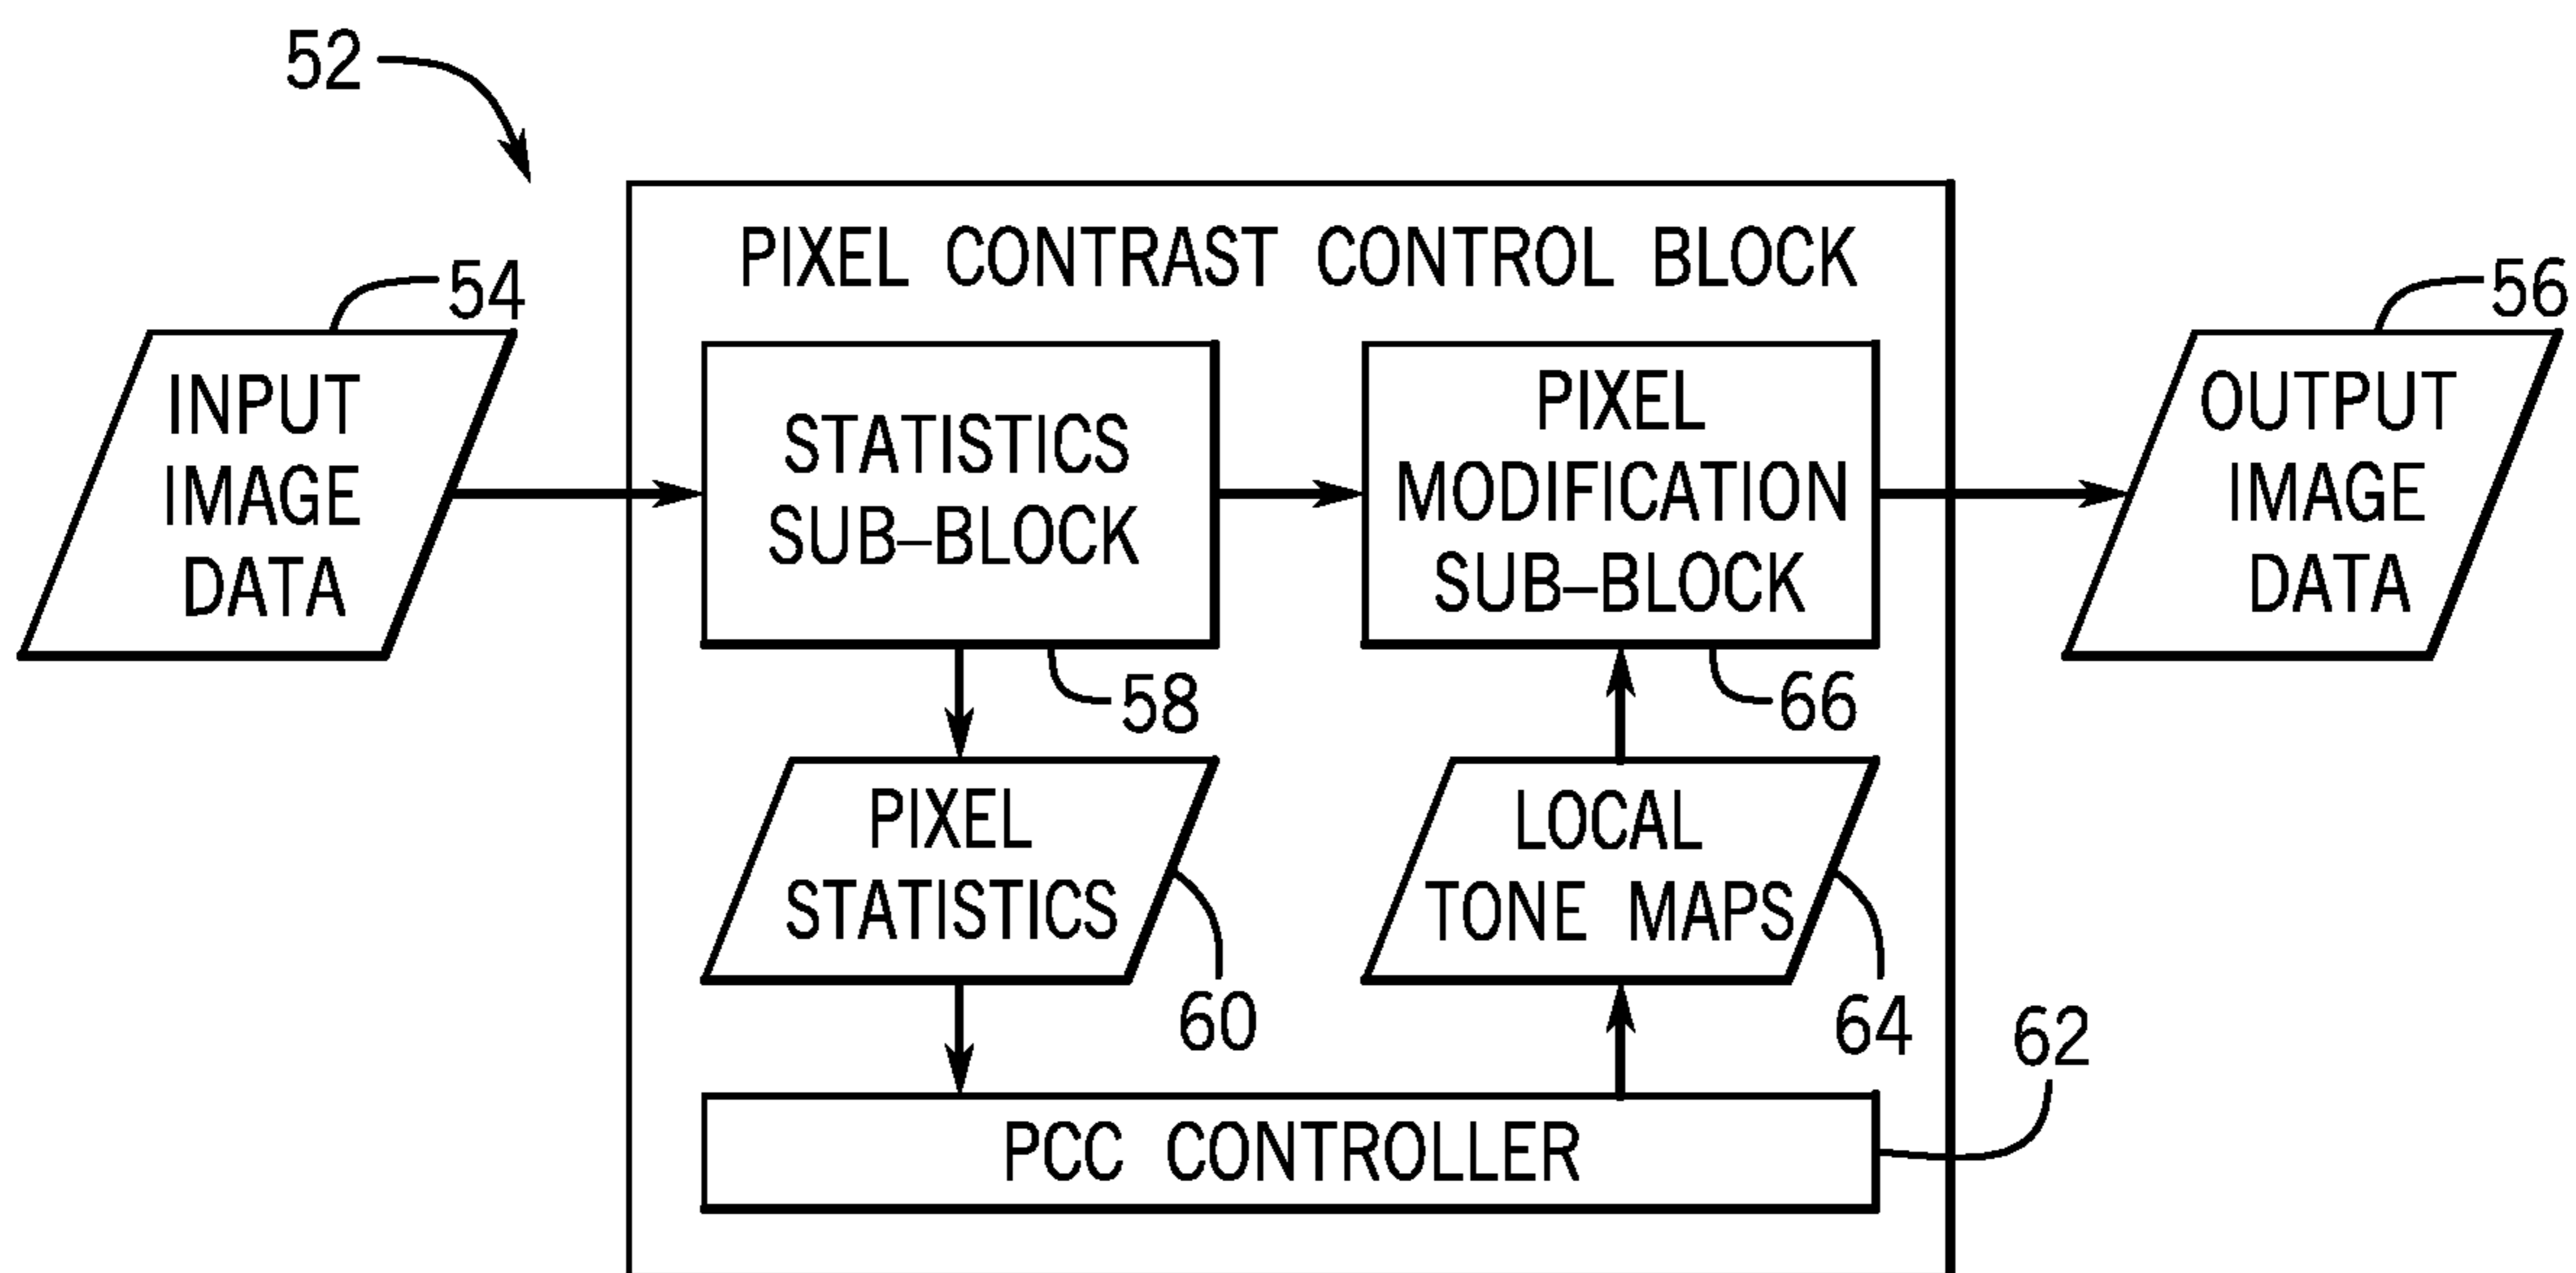 52
PIXEL CONTRAST CONTROL BLOCK
54
INPUT
IMAGE
DATA
STATISTICS
SUB–BLOCK
58
PIXEL
MODIFICATION
SUB–BLOCK
66
56
OUTPUT
IMAGE
DATA
PIXEL
STATISTICS
60
LOCAL
TONE MAPS
64
62
PCC CONTROLLER